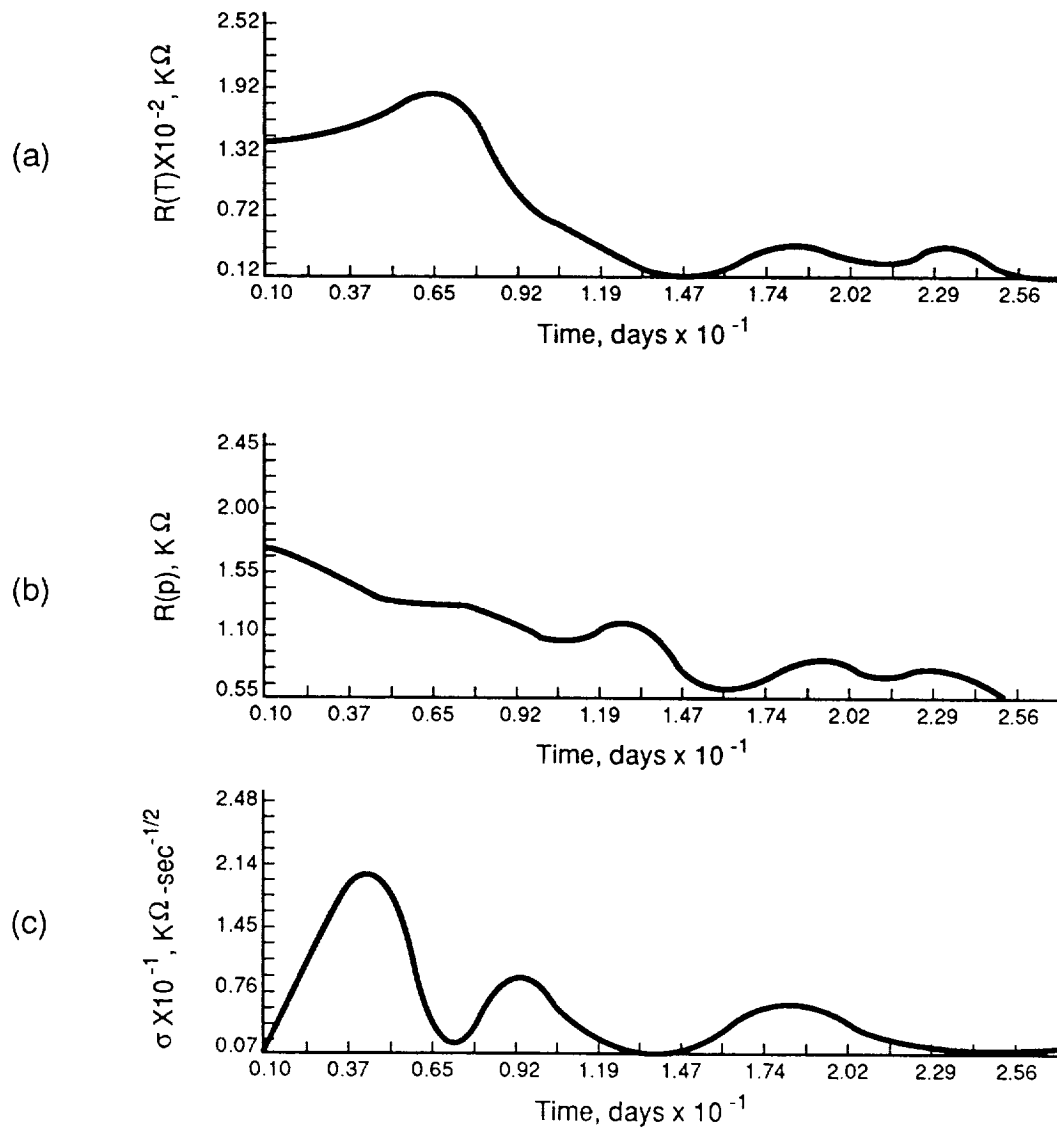 (a)
R(T)X10⁻², KΩ
2.52
1.92
1.32
0.72
0.12
0.10 0.37 0.65 0.92 1.19 1.47 1.74 2.02 2.29 2.56
Time, days x 10⁻¹
(b)
R(p), KΩ
2.45
2.00
1.55
1.10
0.55
0.10 0.37 0.65 0.92 1.19 1.47 1.74 2.02 2.29 2.56
Time, days x 10⁻¹
(c)
σ X10⁻¹, KΩ-sec⁻¹/²
2.48
2.14
1.45
0.76
0.07
0.10 0.37 0.65 0.92 1.19 1.47 1.74 2.02 2.29 2.56
Time, days x 10⁻¹